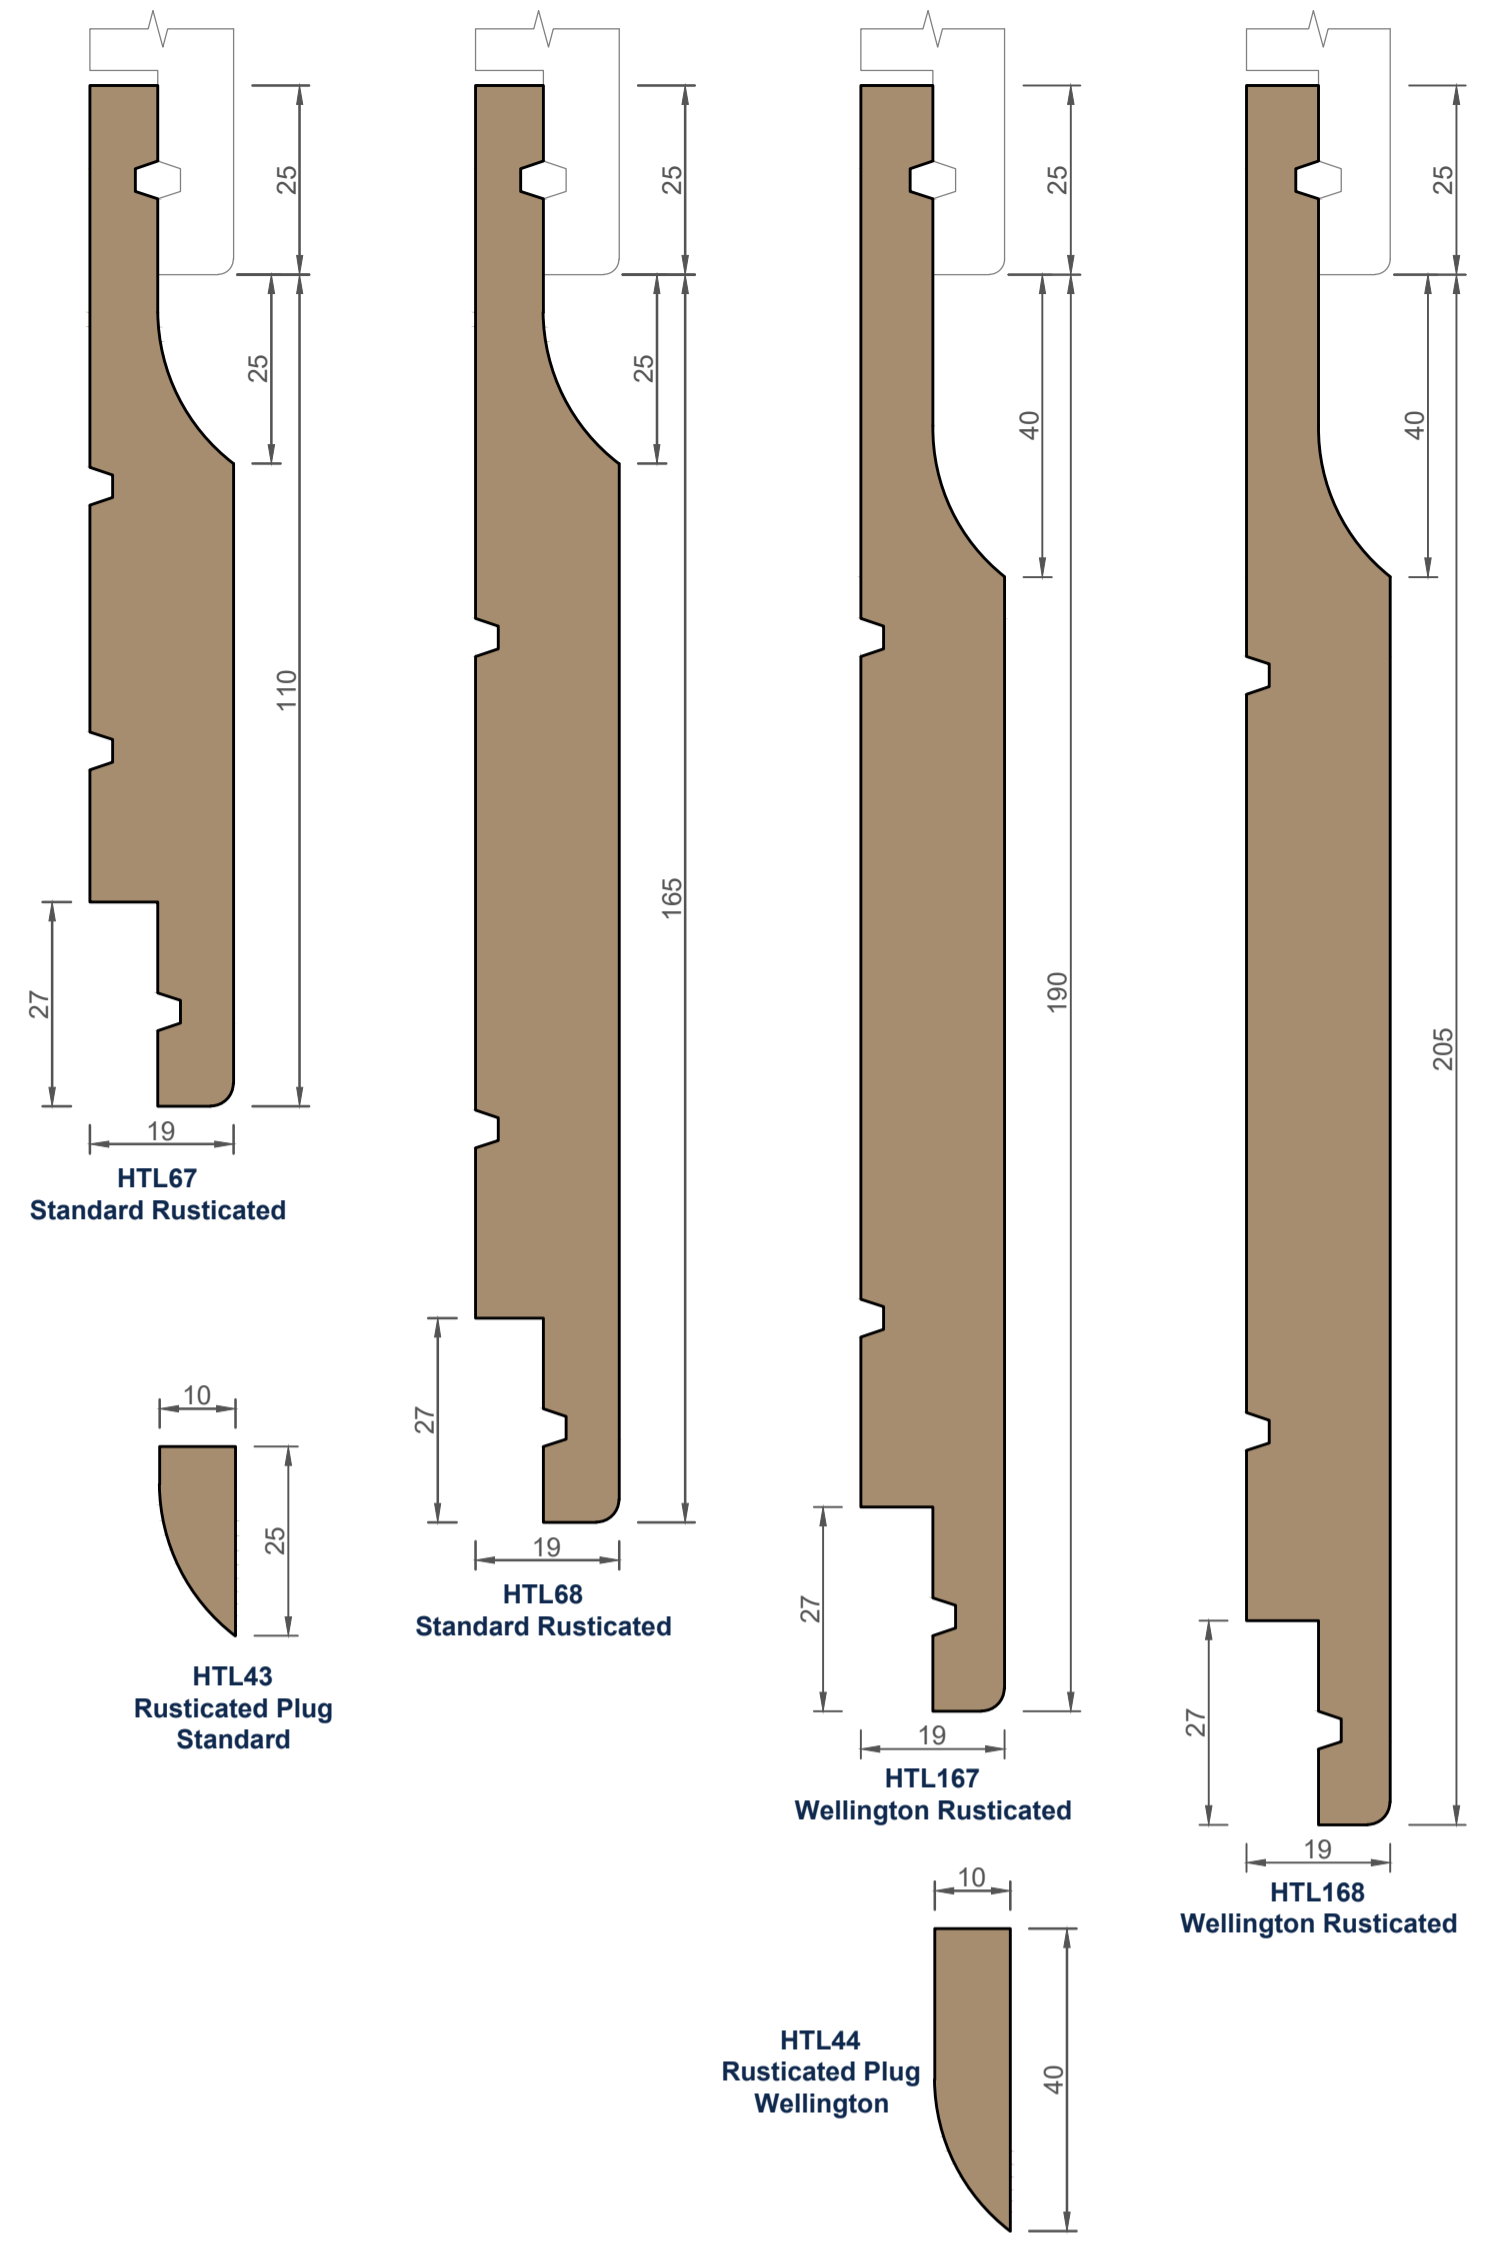 25
25
110
27
19
HTL67
Standard Rusticated
25
25
165
27
19
HTL68
Standard Rusticated
25
40
190
27
19
HTL167
Wellington Rusticated
25
40
205
27
19
HTL168
Wellington Rusticated
10
25
HTL43
Rusticated Plug
Standard
10
40
HTL44
Rusticated Plug
Wellington